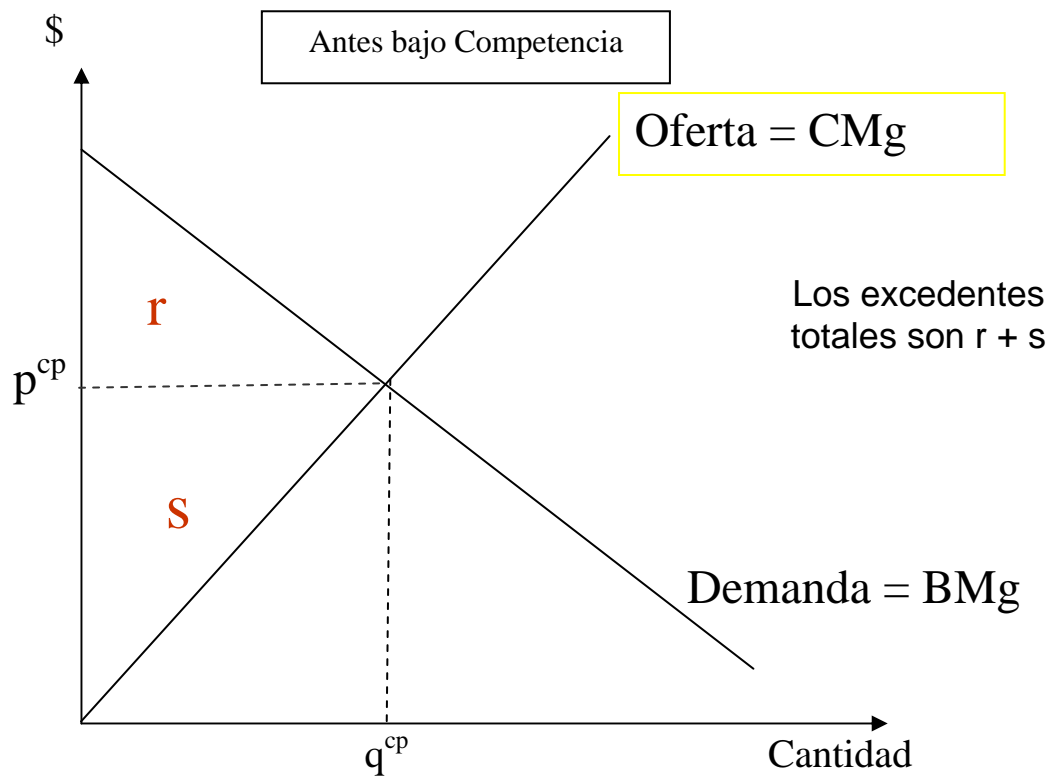 $
Antes bajo Competencia
Oferta = CMg
r
Los excedentes
totales son r + s
p^cp
s
Demanda = BMg
q^cp
Cantidad